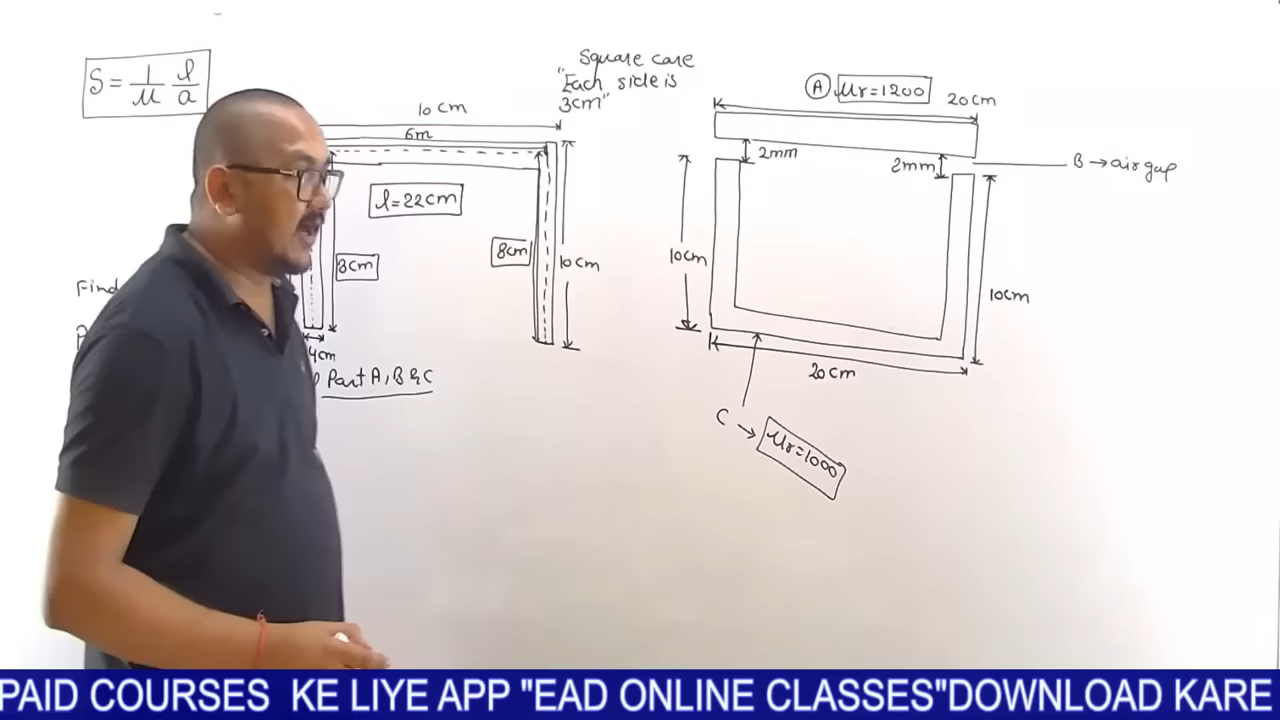 S = 1/μ l/a
10 cm
6m
l=22cm
8cm
8cm
10cm
4cm
Find
Part A, B & C
Square care
"Each side is
3cm"
A μr=1200
20cm
2mm
2mm
B → air gap
10cm
10cm
20cm
C → μr=1000
PAID COURSES KE LIYE APP "EAD ONLINE CLASSES"DOWNLOAD KARE